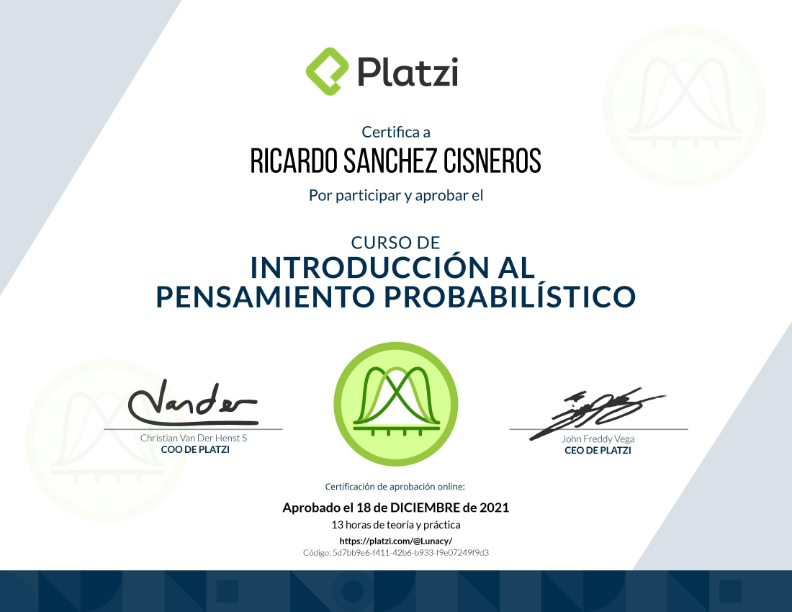 Platzi
Certifica a
RICARDO SANCHEZ CISNEROS
Por participar y aprobar el
CURSO DE
INTRODUCCIÓN AL
PENSAMIENTO PROBABILÍSTICO
Christian Van Der Henst S
COO DE PLATZI
John Freddy Vega
CEO DE PLATZI
Certificación de aprobación online:
Aprobado el 18 de DICIEMBRE de 2021
13 horas de teoría y práctica
https://platzi.com/@Lunacy/
Código: 5d7bb9e6-f411-42b6-b933-f9e07249f9d3